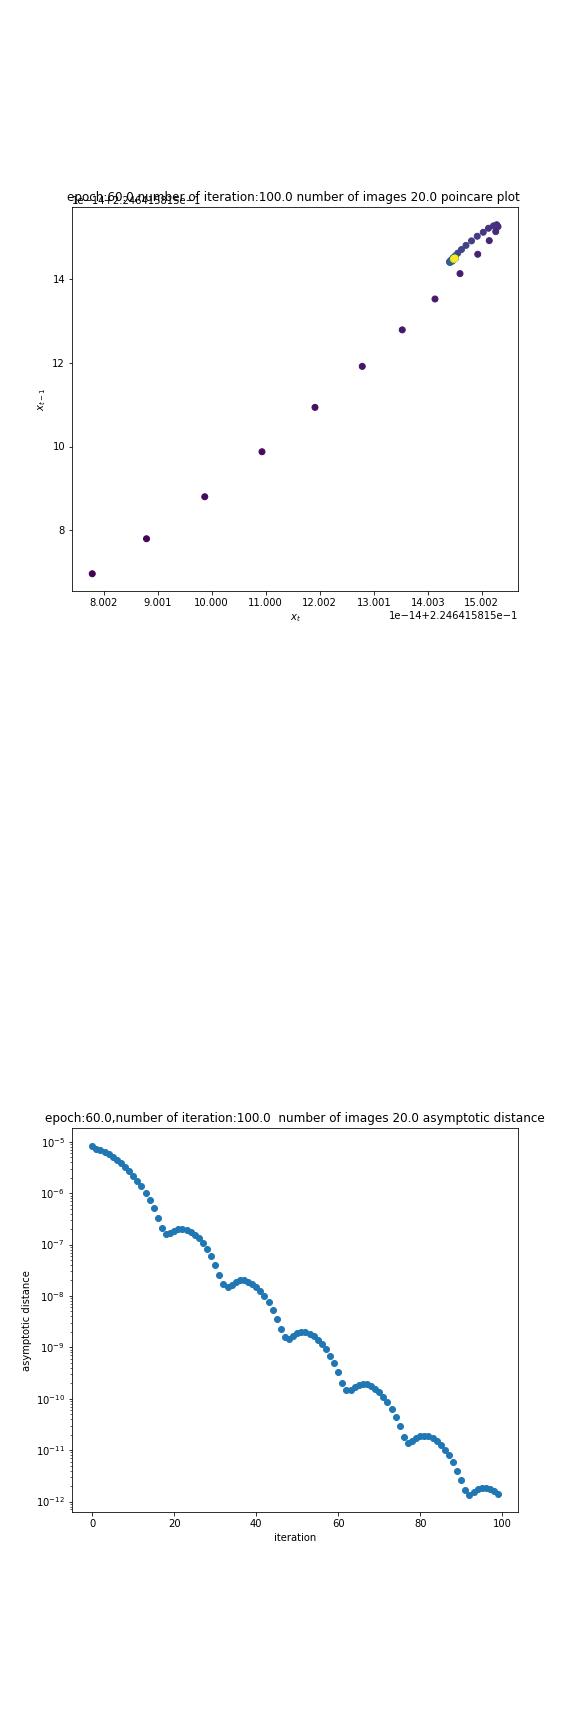 epoch:60.0,number of iteration:100.0 number of images 20.0 poincare plot
1e−14+2.246415815e−1
14
12
10
8
x_{t−1}
8.002 9.001 10.000 11.000 12.002 13.001 14.003 15.002
x_t
1e−14+2.246415815e−1
epoch:60.0,number of iteration:100.0  number of images 20.0 asymptotic distance
10⁻⁵
10⁻⁶
10⁻⁷
10⁻⁸
10⁻⁹
10⁻¹⁰
10⁻¹¹
10⁻¹²
asymptotic distance
0 20 40 60 80 100
iteration